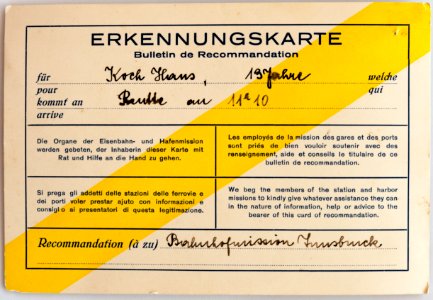 ERKENNUNGSKARTE
Bulletin de Recommandation
für Koch Hans, 19 Jahre welche
pour qui
kommt an Reutte an 11 10
arrive
Die Organe der Eisenbahn- und Hafenmission
werden gebeten, der Inhaberin dieser Karte mit
Rat und Hilfe an die Hand zu gehen.
Les employés de la mission des gares et des ports
sont priés de bien vouloir soutenir avec des
renseignement, aide et conseils le titulaire de ce
bulletin de recommandation.
Si prega gli addetti delle stazioni delle ferrovie e
dei porti voler prestar ajuto con informazioni e
consigli o si presentatori di questa legitimazione.
We beg the members of the station and harbor
missions to kindly give whatever assistance they can
in the nature of information, help or advice to the
bearer of this card of recommandation.
Recommandation (à zu) Bahnhofmission Innsbruck